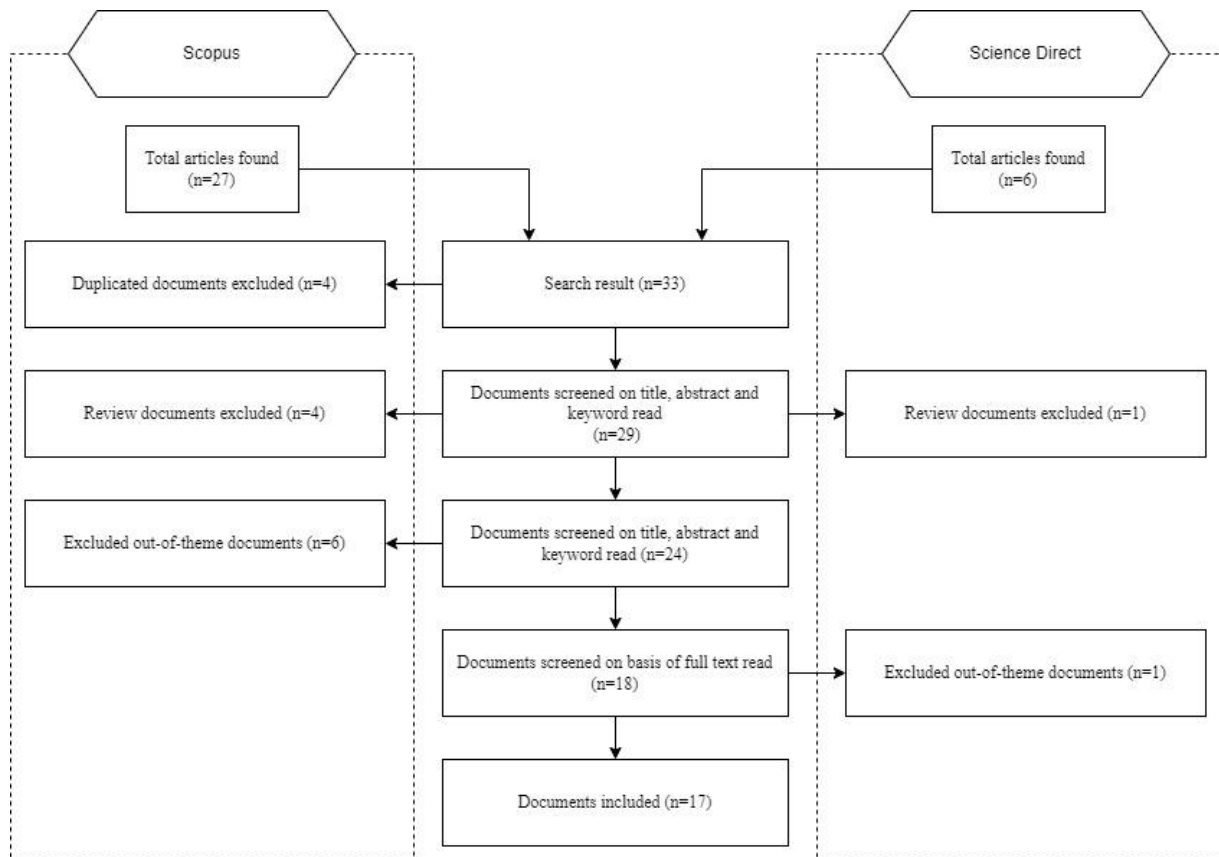 Scopus
Science Direct
Total articles found
(n=27)
Total articles found
(n=6)
Duplicated documents excluded (n=4)
Search result (n=33)
Review documents excluded (n=4)
Documents screened on title, abstract and
keyword read
(n=29)
Review documents excluded (n=1)
Excluded out-of-theme documents (n=6)
Documents screened on title, abstract and
keyword read (n=24)
Documents screened on basis of full text read
(n=18)
Excluded out-of-theme documents (n=1)
Documents included (n=17)